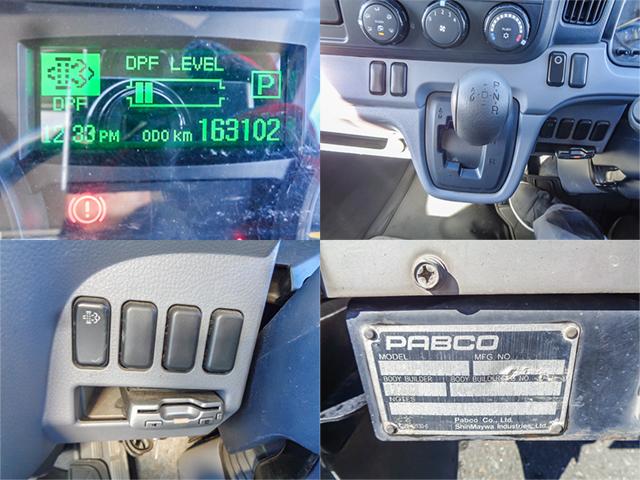 DPF LEVEL
DPF
P
12:33 PM ODO km 163102
P
N
D
R
PABCO
MODEL MFG NO
BODY BUILDER BODY BUILDER'S NO
NOTES
Pabco Co., Ltd.
ShinMaywa Industries, Ltd.